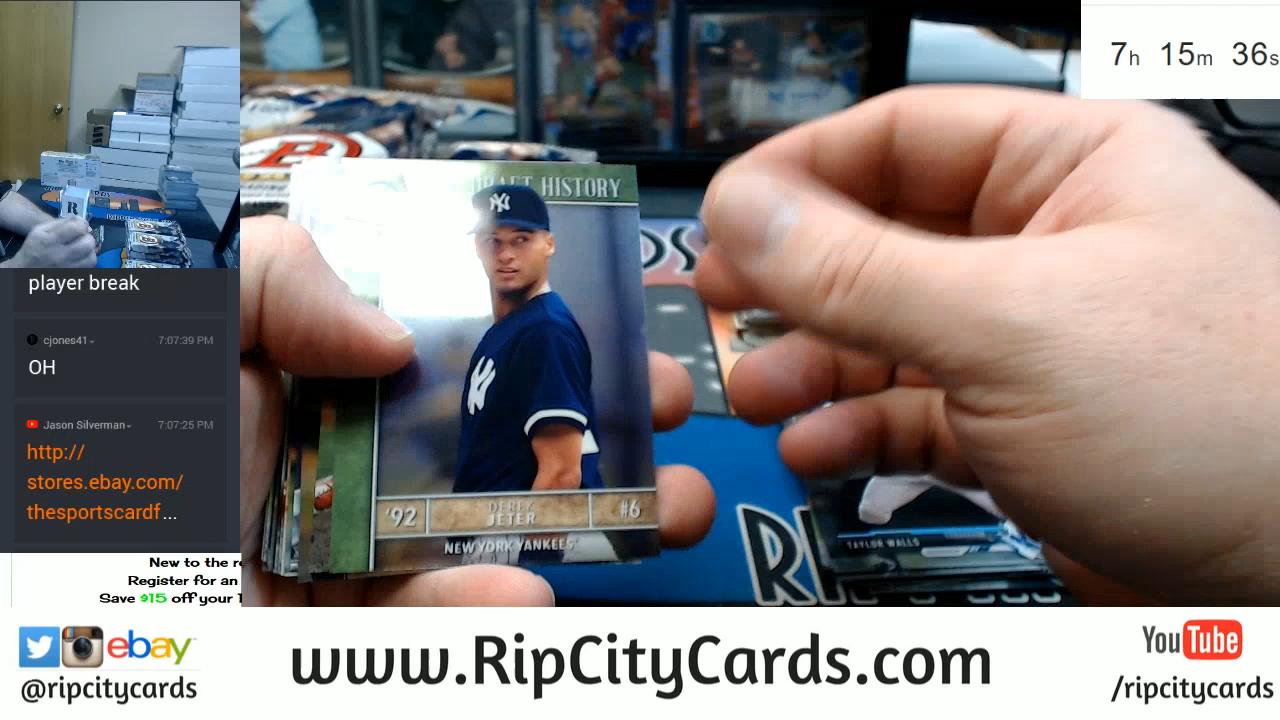 7h 15m 36s
player break
cjones41
7:07:39 PM
OH
Jason Silverman
7:07:25 PM
http://
stores.ebay.com/
thesportscardf...
New to the r
Register for an
Save $15 off your
DRAFT HISTORY
NY
NY
'92
DEREK
JETER
#6
NEW YORK YANKEES
TAYLOR WALLS
ebay
@ripcitycards
www.RipCityCards.com
YouTube
/ripcitycards